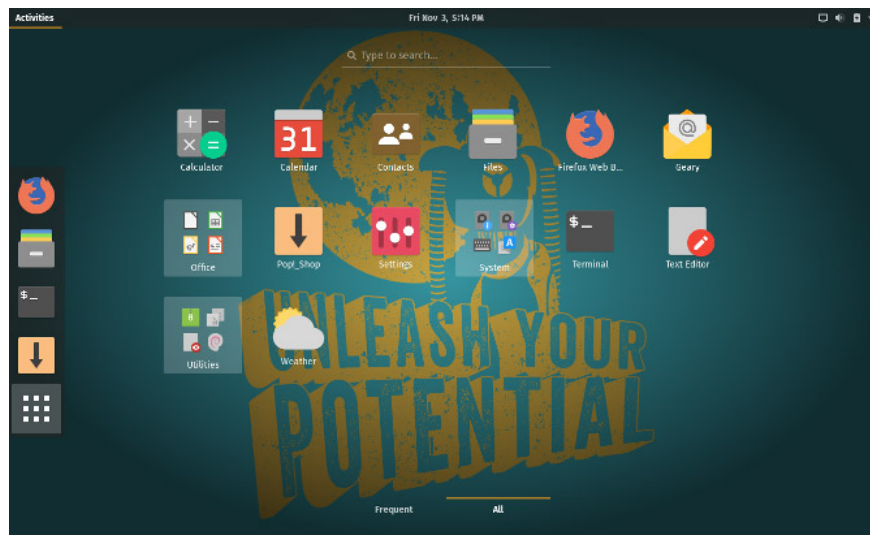 Activities
Fri Nov 3, 5:14 PM
Type to search...
31
Calculator
Calendar
Contacts
Files
Firefox Web B...
Geary
$_
Office
Pop!_Shop
Settings
System
Terminal
Text Editor
$_
Utilities
Weather
UNLEASH YOUR
POTENTIAL
Frequent
All